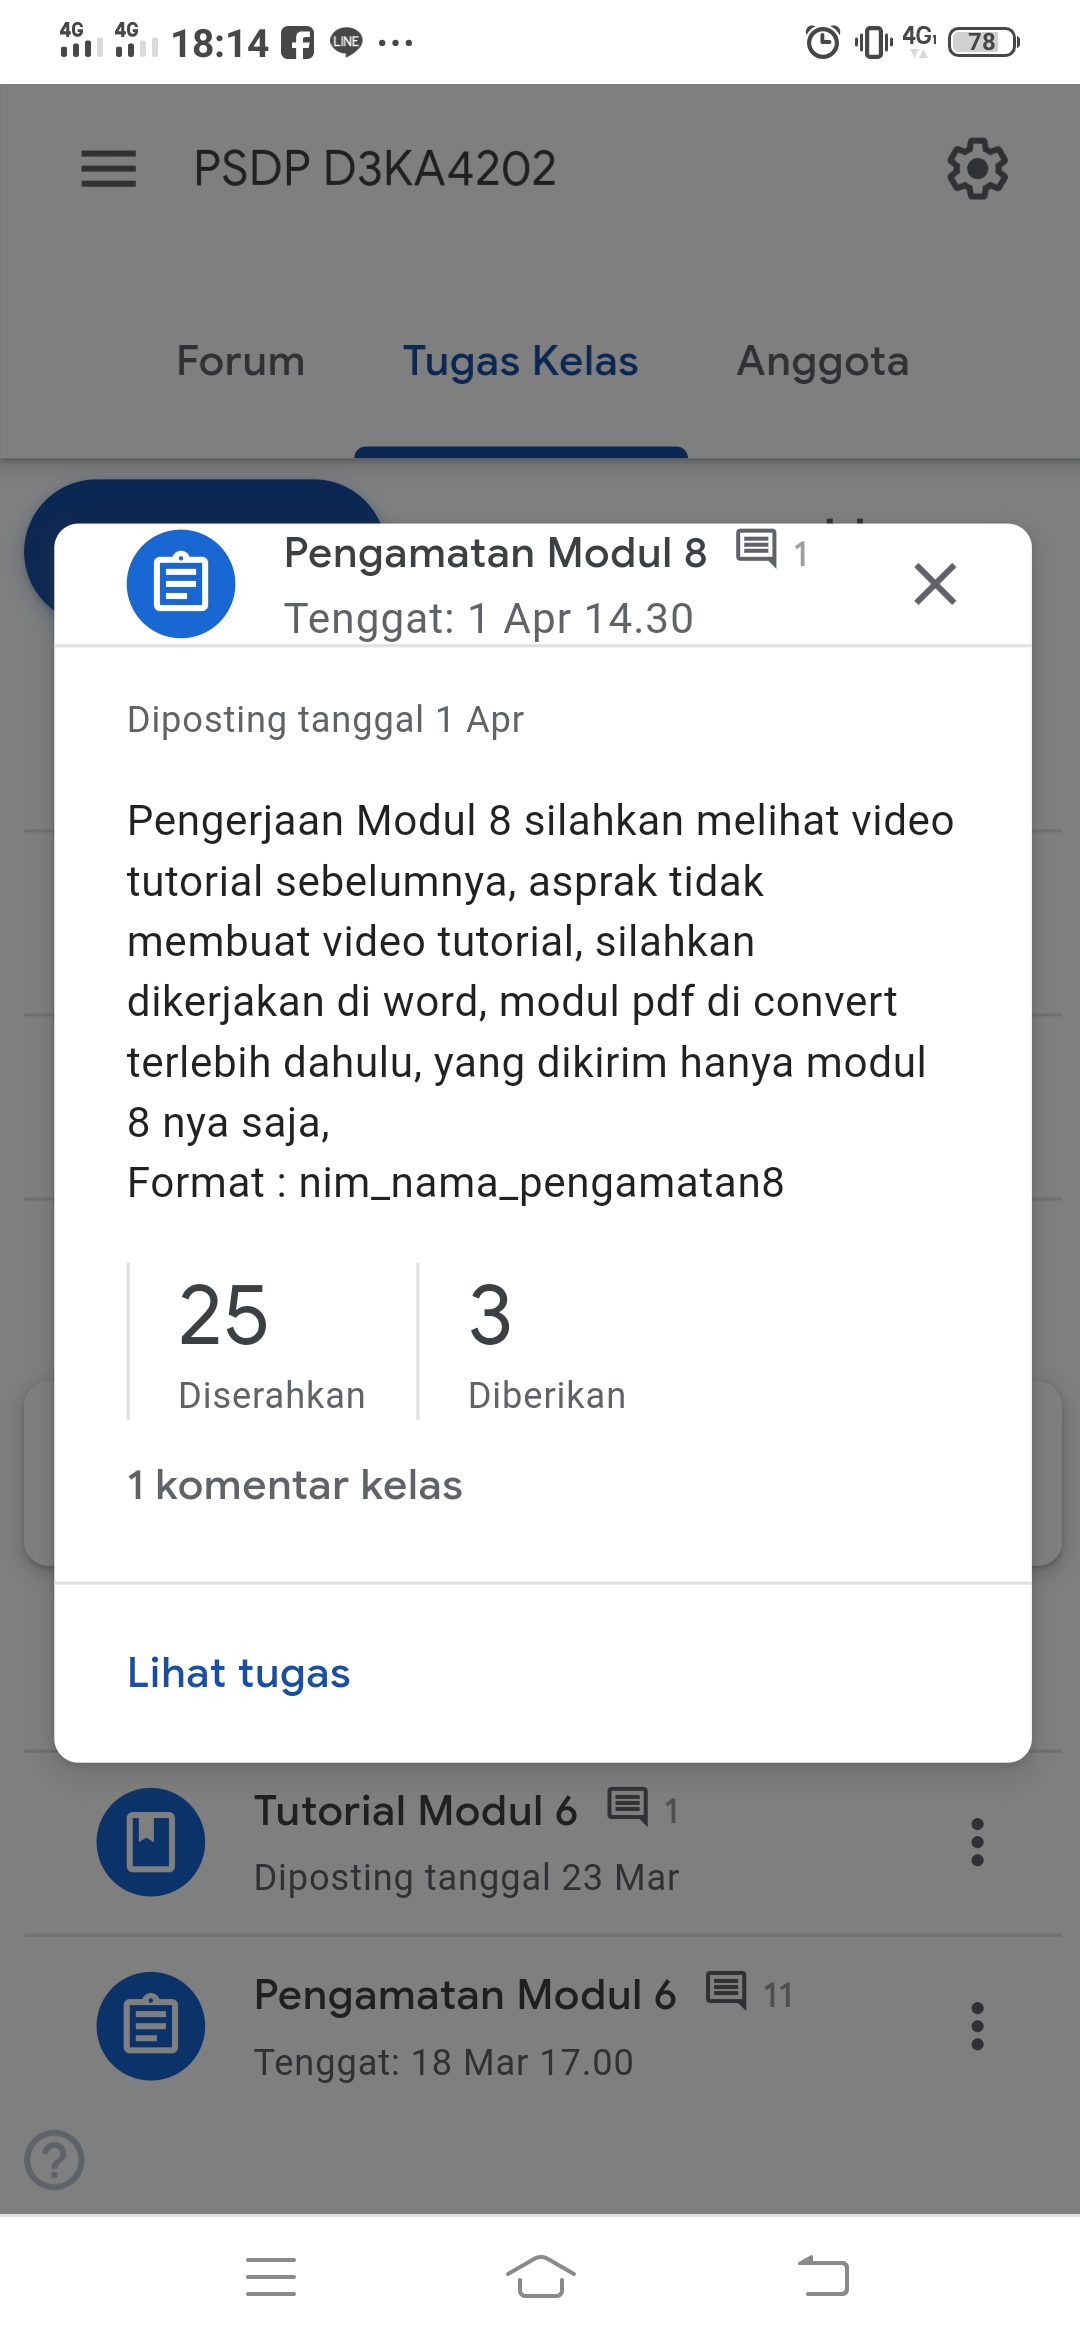 4G 4G 18:14 LINE ... 4G1 78
PSDP D3KA4202
Forum Tugas Kelas Anggota
Pengamatan Modul 8 1
Tenggat: 1 Apr 14.30
Diposting tanggal 1 Apr
Pengerjaan Modul 8 silahkan melihat video
tutorial sebelumnya, asprak tidak
membuat video tutorial, silahkan
dikerjakan di word, modul pdf di convert
terlebih dahulu, yang dikirim hanya modul
8 nya saja,
Format : nim_nama_pengamatan8
25 3
Diserahkan Diberikan
1 komentar kelas
Lihat tugas
Tutorial Modul 6 1
Diposting tanggal 23 Mar
Pengamatan Modul 6 11
Tenggat: 18 Mar 17.00
?